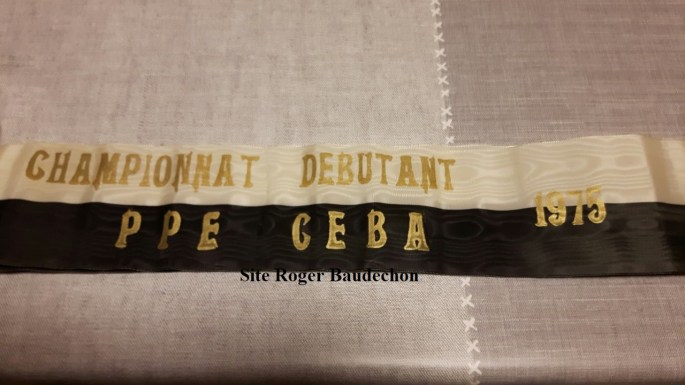 CHAMPIONNAT DEBUTANT
1975
PPE CEBA
Site Roger Baudechon